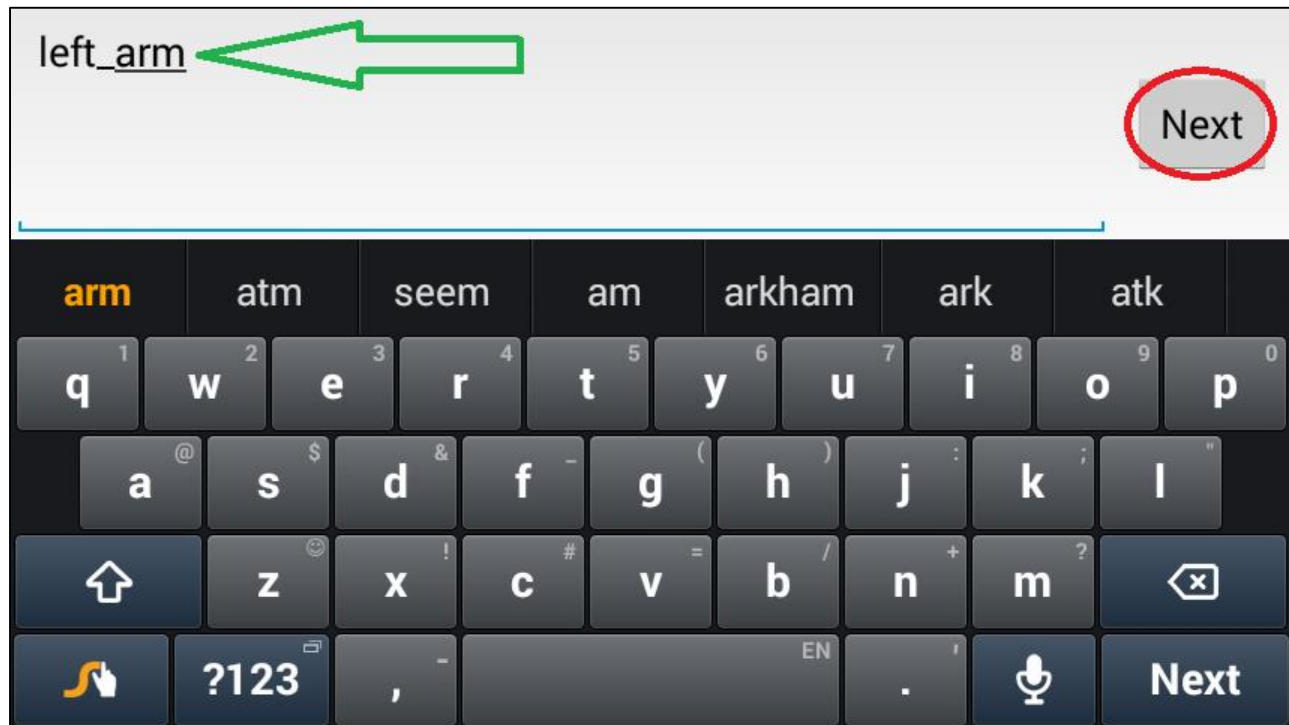 left_arm
Next
arm atm seem am arkham ark atk
1 2 3 4 5 6 7 8 9 0
q w e r t y u i o p
@ $ & _ ( ) : ; "
a s d f g h j k l
! # = / + ?
z x c v b n m
- EN '
?123 , . Next